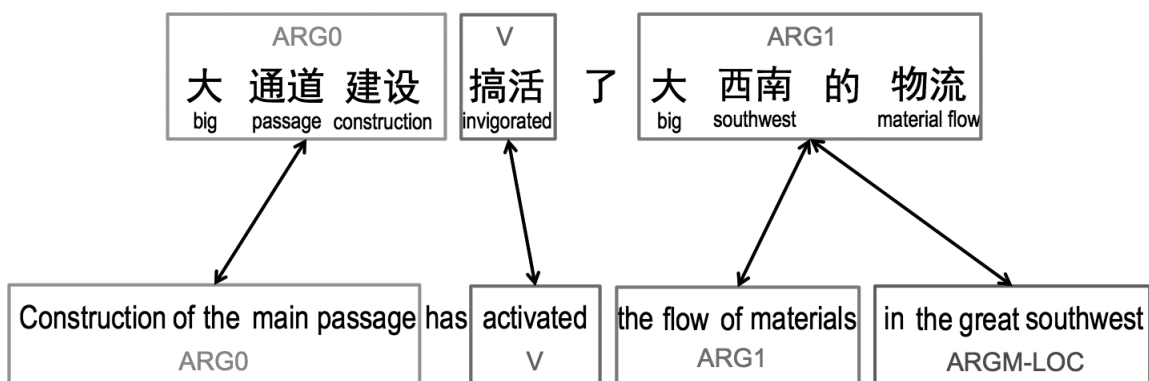 ARG0 V ARG1
大 通道 建设 搞活 了 大 西南 的 物流
big passage construction invigorated big southwest material flow
Construction of the main passage has activated the flow of materials in the great southwest
ARG0 V ARG1 ARGM-LOC